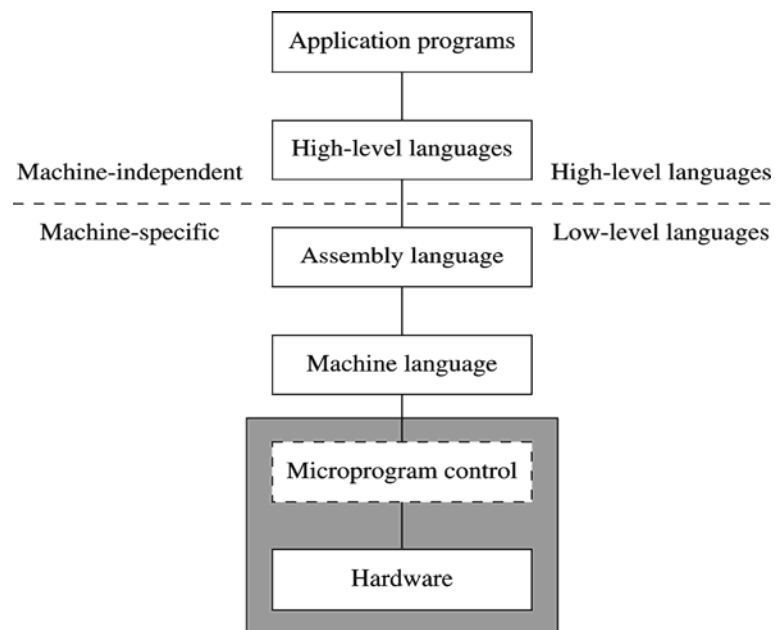 Application programs
High-level languages
Machine-independent
High-level languages
Machine-specific
Low-level languages
Assembly language
Machine language
Microprogram control
Hardware